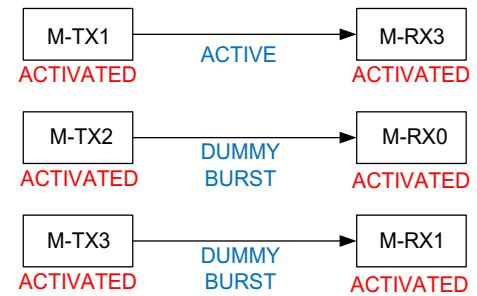 M-TX1
M-RX3
ACTIVE
ACTIVATED
ACTIVATED
M-TX2
M-RX0
DUMMY
BURST
ACTIVATED
ACTIVATED
M-TX3
M-RX1
DUMMY
BURST
ACTIVATED
ACTIVATED